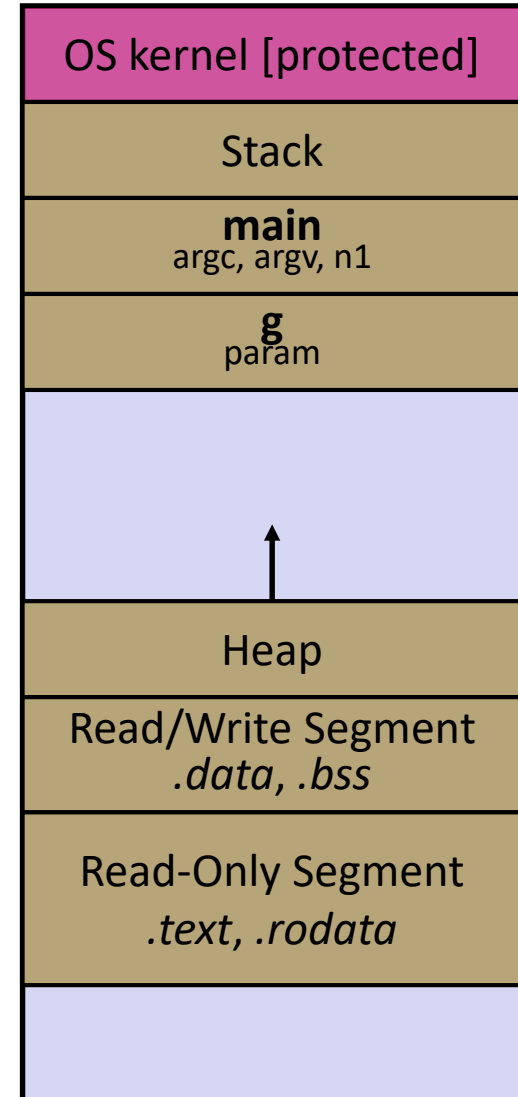 OS kernel [protected]
Stack
main
argc, argv, n1
g
param
Heap
Read/Write Segment
.data, .bss
Read-Only Segment
.text, .rodata